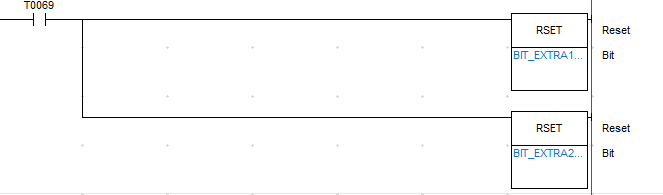 T0069
RSET Reset
BIT_EXTRA1... Bit
RSET Reset
BIT_EXTRA2... Bit